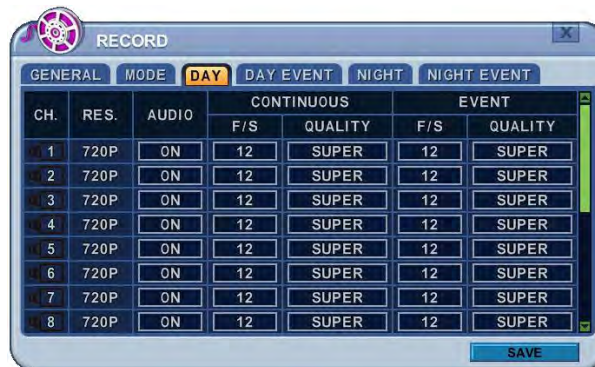 RECORD X
GENERAL MODE DAY DAY EVENT NIGHT NIGHT EVENT
CH. RES. AUDIO CONTINUOUS EVENT
F/S QUALITY F/S QUALITY
1 720P ON 12 SUPER 12 SUPER
2 720P ON 12 SUPER 12 SUPER
3 720P ON 12 SUPER 12 SUPER
4 720P ON 12 SUPER 12 SUPER
5 720P ON 12 SUPER 12 SUPER
6 720P ON 12 SUPER 12 SUPER
7 720P ON 12 SUPER 12 SUPER
8 720P ON 12 SUPER 12 SUPER
SAVE